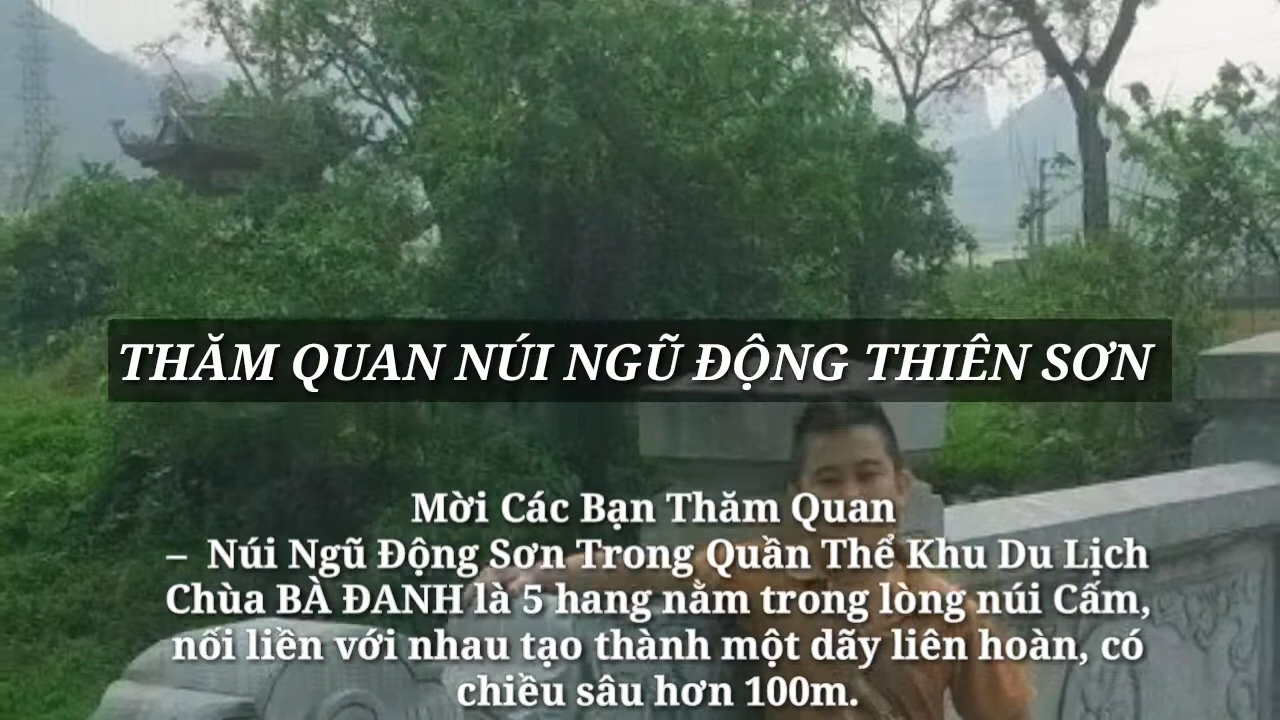 THĂM QUAN NÚI NGŨ ĐỘNG THIÊN SƠN
Mời Các Bạn Thăm Quan
– Núi Ngũ Động Sơn Trong Quần Thể Khu Du Lịch
Chùa BÀ ĐANH là 5 hang nằm trong lòng núi Cấm,
nối liền với nhau tạo thành một dãy liên hoàn, có
chiều sâu hơn 100m.